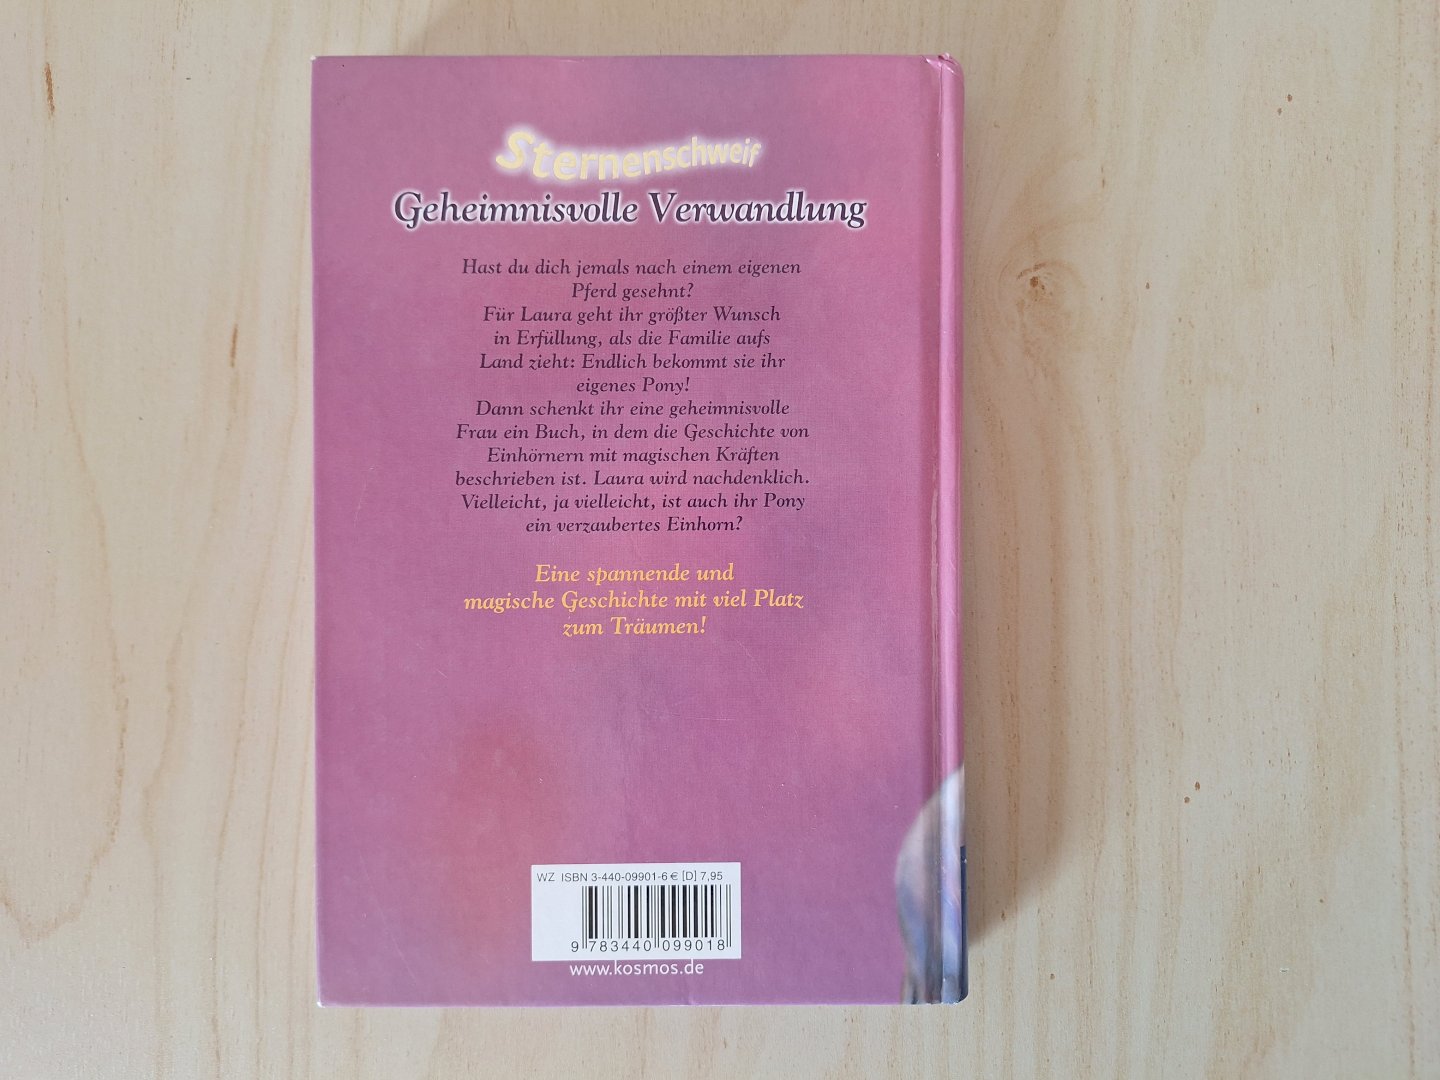 Sternenschweif
Geheimnisvolle Verwandlung
Hast du dich jemals nach einem eigenen
Pferd gesehnt?
Für Laura geht ihr größter Wunsch
in Erfüllung, als die Familie aufs
Land zieht: Endlich bekommt sie ihr
eigenes Pony!
Dann schenkt ihr eine geheimnisvolle
Frau ein Buch, in dem die Geschichte von
Einhörnern mit magischen Kräften
beschrieben ist. Laura wird nachdenklich.
Vielleicht, ja vielleicht, ist auch ihr Pony
ein verzaubertes Einhorn?
Eine spannende und
magische Geschichte mit viel Platz
zum Träumen!
WZ ISBN 3-440-09901-6 € [D] 7,95
9 783440 099018
www.kosmos.de